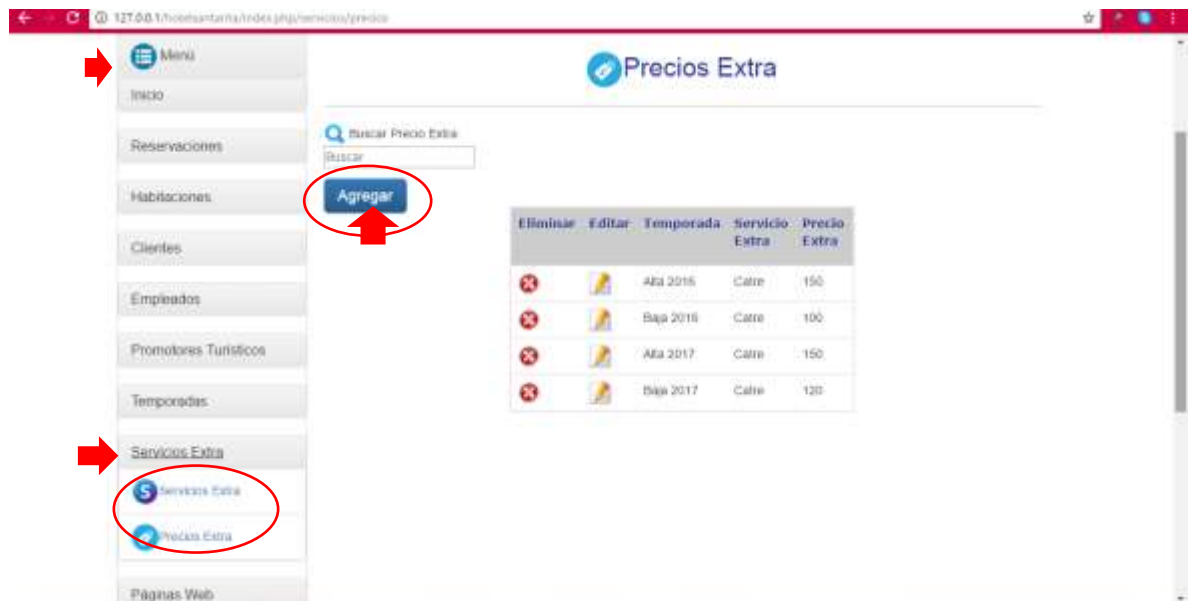 127.0.0.1/hotelsantarita/index.php/servicios/precios
Menú
Inicio
Reservaciones
Habitaciones
Clientes
Empleados
Promotores Turísticos
Temporadas
Servicios Extra
Servicios Extra
Precios Extra
Páginas Web
Precios Extra
Buscar Precio Extra
Buscar
Agregar
Eliminar Editar Temporada Servicio Extra Precio Extra
Alta 2016 Catre 150
Baja 2016 Catre 100
Alta 2017 Catre 150
Baja 2017 Catre 120